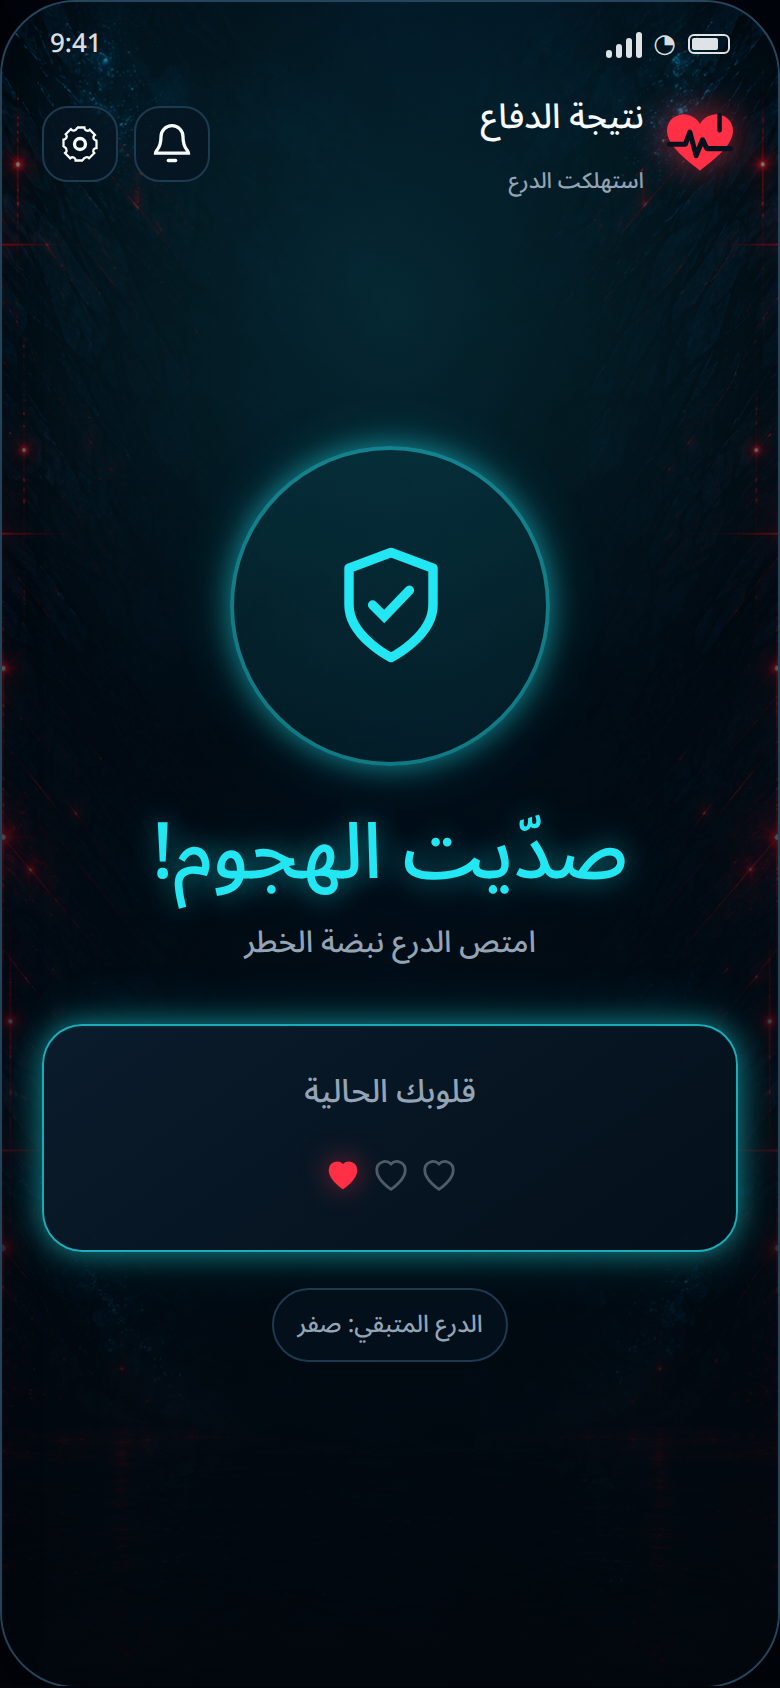 9:41
نتيجة الدفاع
استهلكت الدرع
صدّيت الهجوم!
امتص الدرع نبضة الخطر
قلوبك الحالية
الدرع المتبقي: صفر